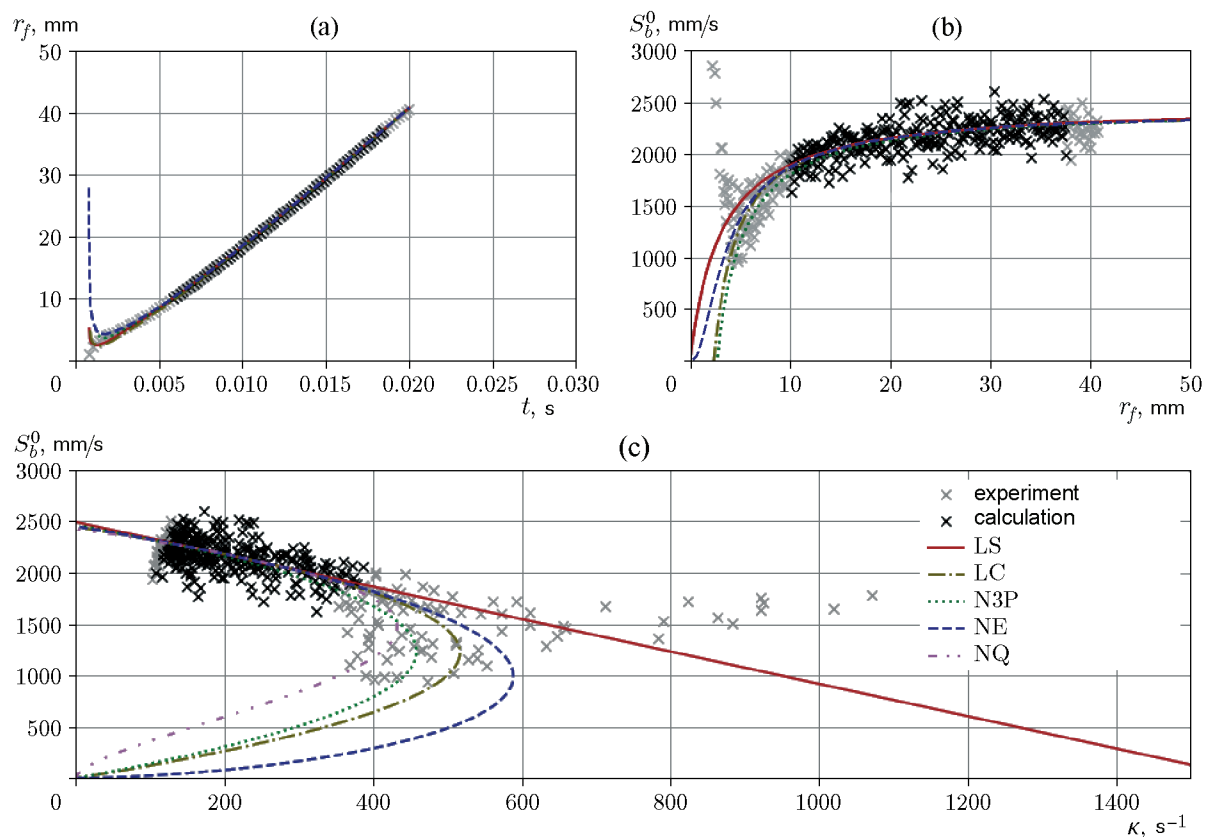 (a)
r_f, mm
50
40
30
20
10
0
0.005 0.010 0.015 0.020 0.025 0.030
t, s
(b)
S_b^0, mm/s
3000
2500
2000
1500
1000
500
0 10 20 30 40 50
r_f, mm
(c)
S_b^0, mm/s
3000
2500
2000
1500
1000
500
0 200 400 600 800 1000 1200 1400
κ, s⁻¹
experiment
calculation
LS
LC
N3P
NE
NQ